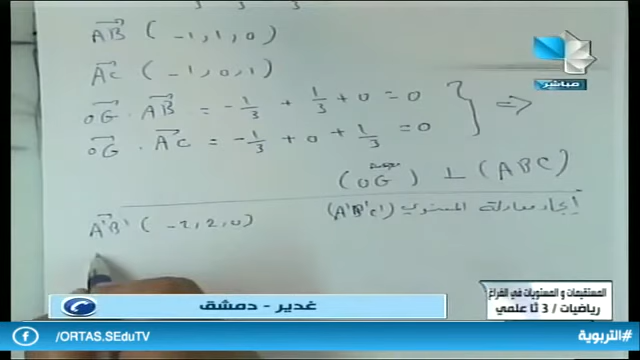 AB ( -1, 1, 0 )
AC ( -1, 0, 1 )
OG . AB = -1/3 + 1/3 + 0 = 0
OG . AC = -1/3 + 0 + 1/3 = 0 } ⇒
(OG) ⊥ (ABC)
إيجاد معادلة المستوي (A'B'C')
A'B' ( -2, 2, 0 )
مباشر
المستقيمات و المستويات في الفراغ
رياضيات / 3 ثا علمي
غدير - دمشق
/ORTAS.SEduTV
#التربوية